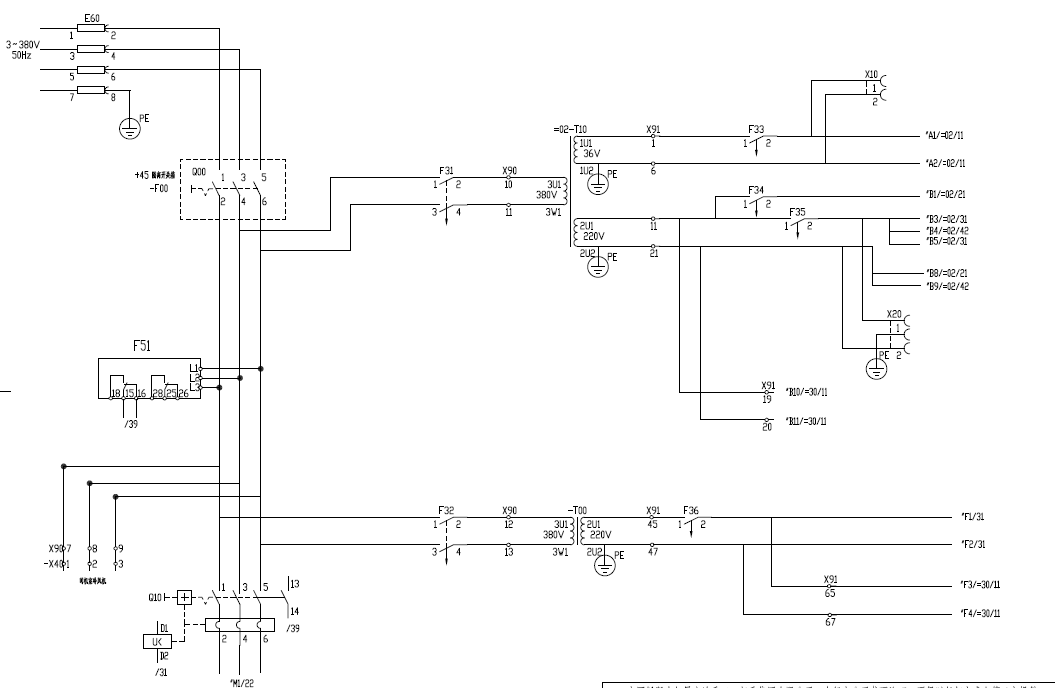 E60
1 2
3~380V
50Hz
3 4
5 6
7 8
PE
X10
1
2
=02-T10
X91
F33
1U1
36V
1 2
1
*A1/=02/11
1U2
6
PE
*A2/=02/11
+45
-F00
Q00
1 3 5
2 4 6
F31
1 2
X90
10
3U1
380V
3W1
3 4
11
F34
1 2
*B1/=02/21
F35
1 2
2U1
220V
2U2
11
21
PE
*B3/=02/31
*B4/=02/42
*B5/=02/31
*B8/=02/21
*B9/=02/42
X20
1
PE 2
F51
L1
L2
L3
18 15 16 28 25 26
/39
X91
19
*B10/=30/11
20
*B11/=30/11
F32
1 2
X90
12
-T00
3U1
380V
3W1
2U1
220V
2U2
X91
45
F36
1 2
*F1/31
3 4
13
PE
47
*F2/31
X90 7 8 9
-X40 1 2 3
X91
65
*F3/=30/11
67
*F4/=30/11
Q10
1 3 5
13
14
/39
D1
U<
D2
/31
2 4 6
*M1/22